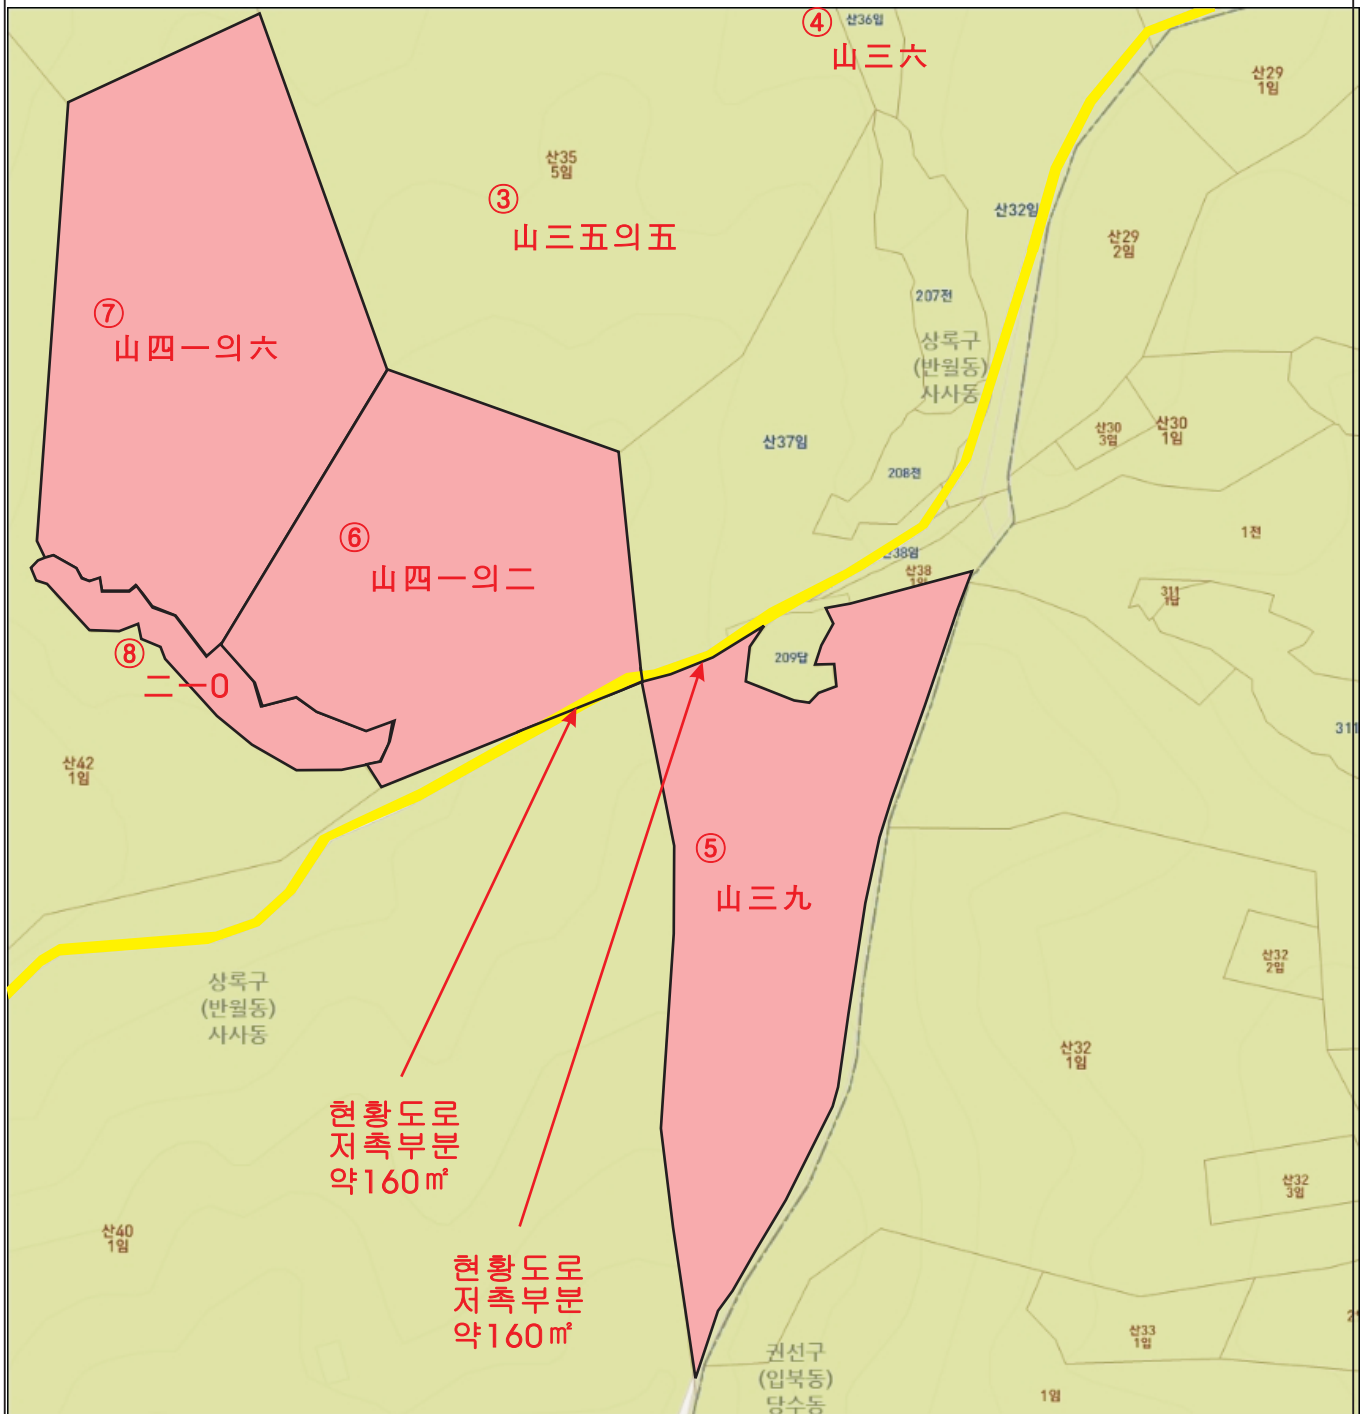 ④
산36임
山三六
산29
1임
산35
5임
③
山三五의五
산32임
산29
2임
207전
⑦
山四一의六
상록구
(반월동)
사사동
산37임
산30
3임
산30
1임
208전
⑥
山四一의二
산38임
산38
1임
1전
311
1답
209답
⑧
二一0
산42
1임
311
⑤
山三九
상록구
(반월동)
사사동
산32
2임
산32
1임
현황도로
저촉부분
약160㎡
산32
3임
산40
1임
현황도로
저촉부분
약160㎡
산33
1임
권선구
(입북동)
당수동
1임